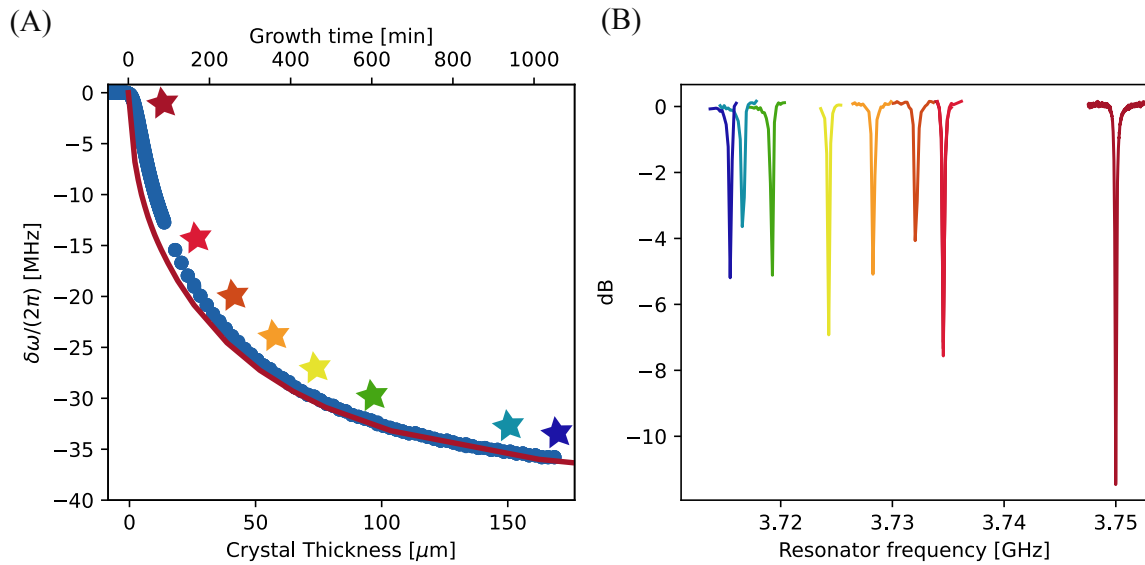 (A)
(B)
Growth time [min]
0 200 400 600 800 1000
0
−5
−10
−15
−20
−25
−30
−35
−40
δω/(2π) [MHz]
0 50 100 150
Crystal Thickness [μm]
0
−2
−4
−6
−8
−10
dB
3.72 3.73 3.74 3.75
Resonator frequency [GHz]